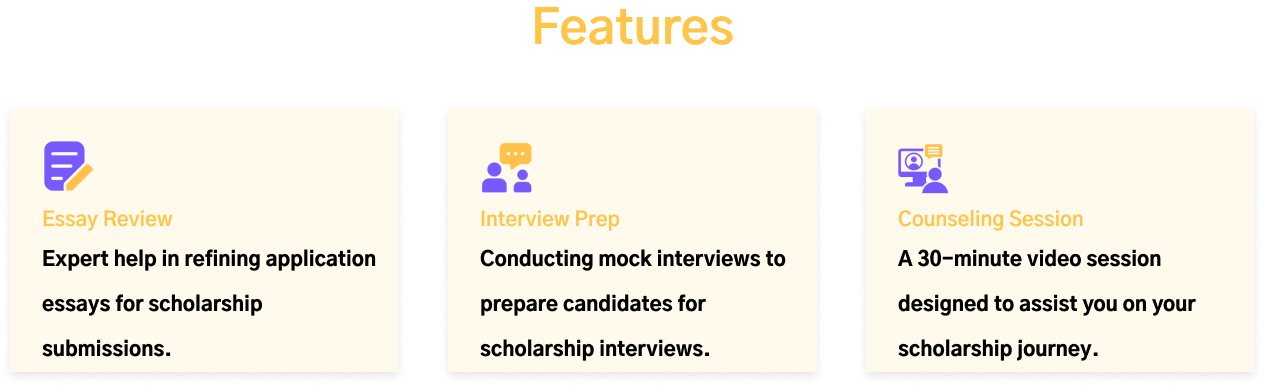 Features
Essay Review
Expert help in refining application
essays for scholarship
submissions.
Interview Prep
Conducting mock interviews to
prepare candidates for
scholarship interviews.
Counseling Session
A 30-minute video session
designed to assist you on your
scholarship journey.